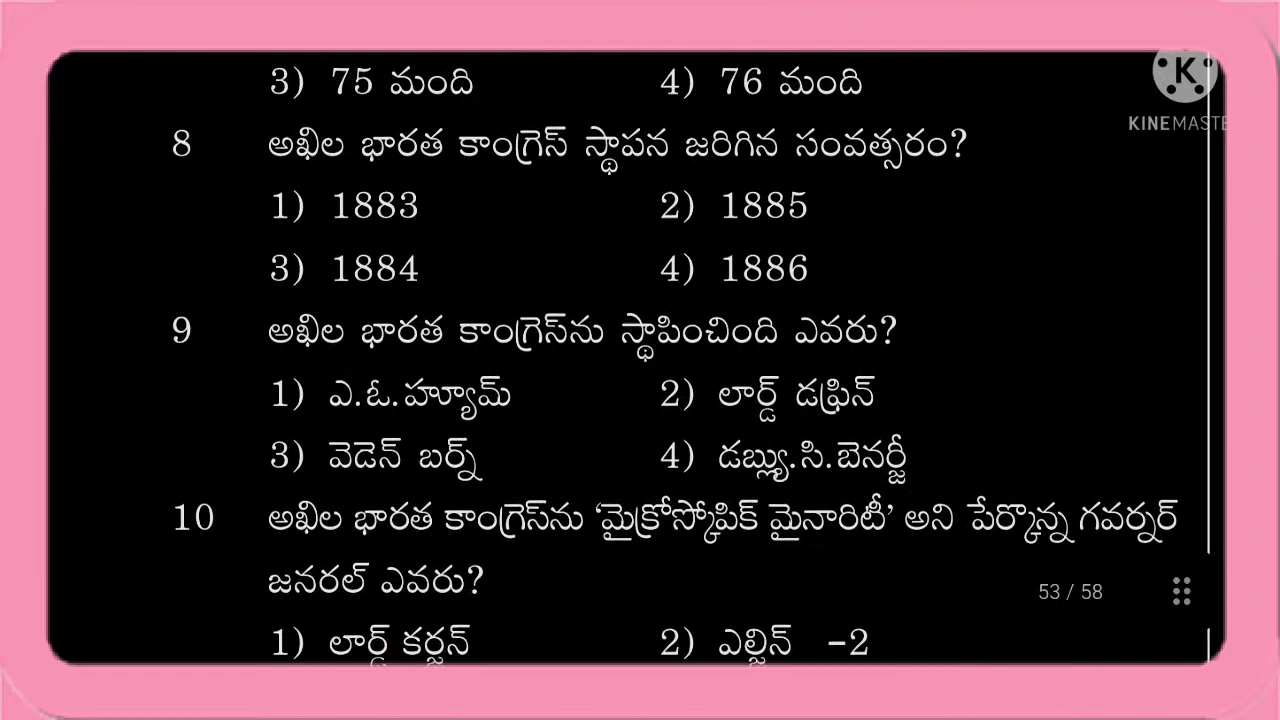 3) 75 మంది 4) 76 మంది
K
KINEMASTE
8 అఖిల భారత కాంగ్రెస్ స్థాపన జరిగిన సంవత్సరం?
1) 1883 2) 1885
3) 1884 4) 1886
9 అఖిల భారత కాంగ్రెస్‌ను స్థాపించింది ఎవరు?
1) ఎ.ఓ.హ్యూమ్ 2) లార్డ్ డఫ్రిన్
3) వెడెన్ బర్న్ 4) డబ్ల్యు.సి.బెనర్జీ
10 అఖిల భారత కాంగ్రెస్‌ను ‘మైక్రోస్కోపిక్ మైనారిటీ’ అని పేర్కొన్న గవర్నర్
జనరల్ ఎవరు?
53 / 58
1) లార్డ్ కర్జన్ 2) ఎల్జిన్ -2